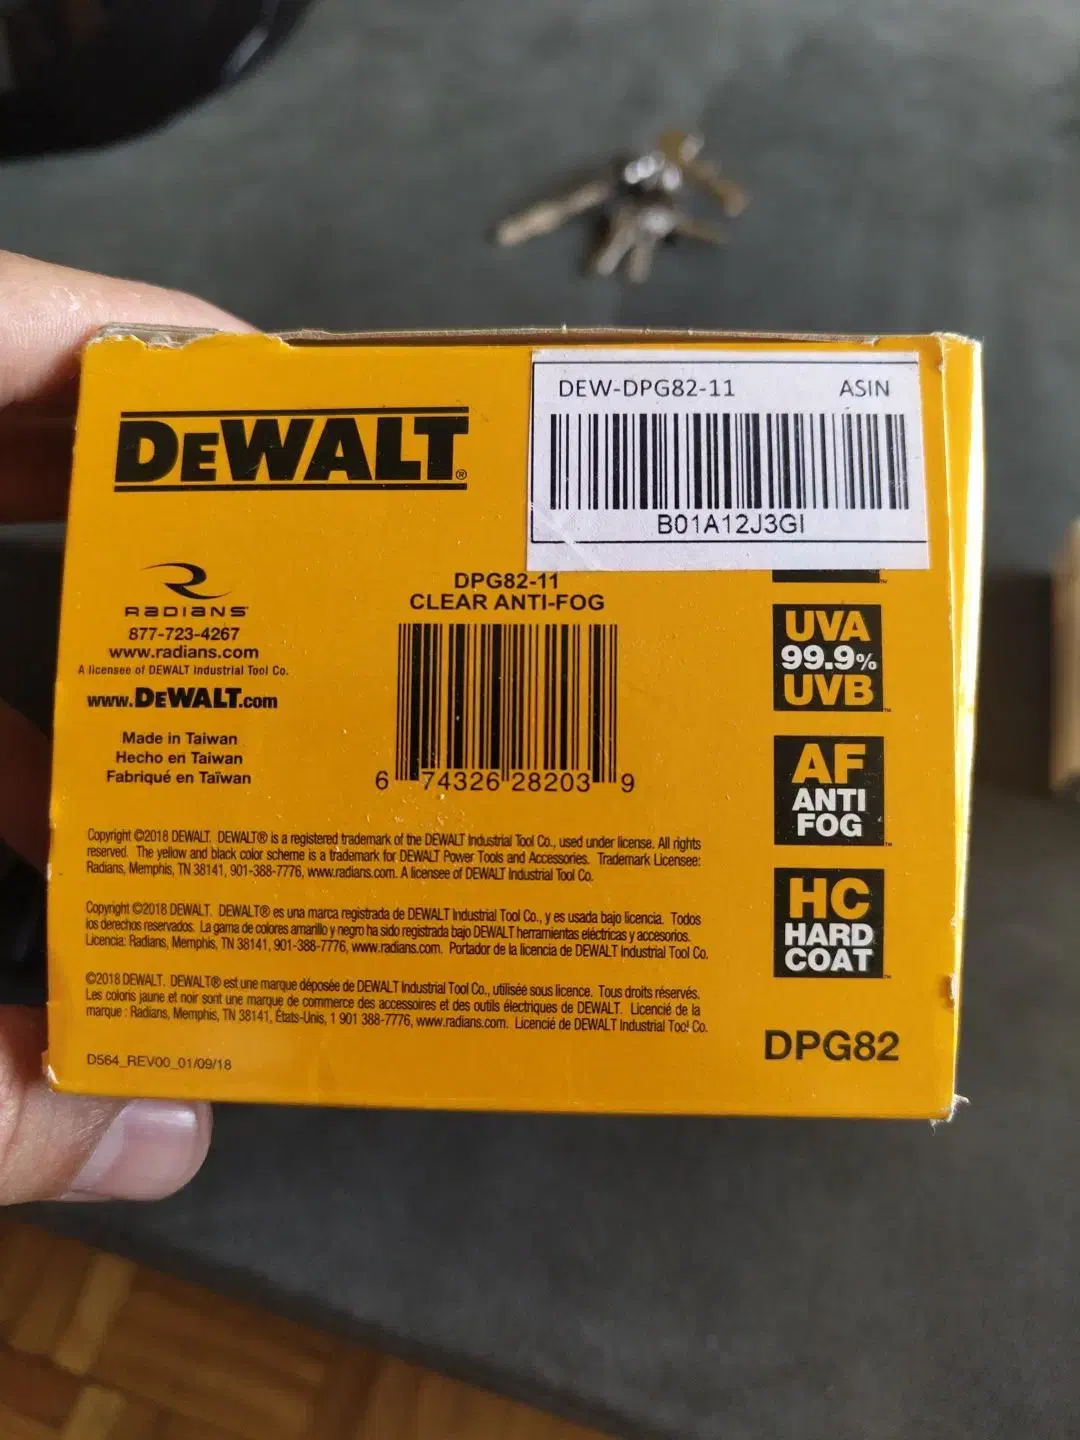 DEWALT®
DEW-DPG82-11 ASIN
B01A12J3GI
RADIANS
877-723-4267
www.radians.com
A licensee of DEWALT Industrial Tool Co.
www.DEWALT.com
Made in Taiwan
Hecho en Taiwan
Fabriqué en Taïwan
DPG82-11
CLEAR ANTI-FOG
6 74326 28203 9
UVA
99.9%
UVB
AF
ANTI
FOG
HC
HARD
COAT
DPG82
Copyright ©2018 DEWALT. DEWALT® is a registered trademark of the DEWALT Industrial Tool Co., used under license. All rights
reserved. The yellow and black color scheme is a trademark for DEWALT Power Tools and Accessories. Trademark Licensee:
Radians, Memphis, TN 38141, 901-388-7776, www.radians.com. A licensee of DEWALT Industrial Tool Co.
Copyright ©2018 DEWALT. DEWALT® es una marca registrada de DEWALT Industrial Tool Co., y es usada bajo licencia. Todos
los derechos reservados. La gama de colores amarillo y negro ha sido registrada bajo DEWALT herramientas eléctricas y accesorios.
Licencia: Radians, Memphis, TN 38141, 901-388-7776, www.radians.com. Portador de la licencia de DEWALT Industrial Tool Co.
©2018 DEWALT. DEWALT® est une marque déposée de DEWALT Industrial Tool Co., utilisée sous licence. Tous droits réservés.
Les coloris jaune et noir sont une marque de commerce des accessoires et des outils électriques de DEWALT. Licencié de la
marque : Radians, Memphis, TN 38141, États-Unis, 1 901 388-7776, www.radians.com. Licencié de DEWALT Industrial Tool Co.
D564_REV00_01/09/18